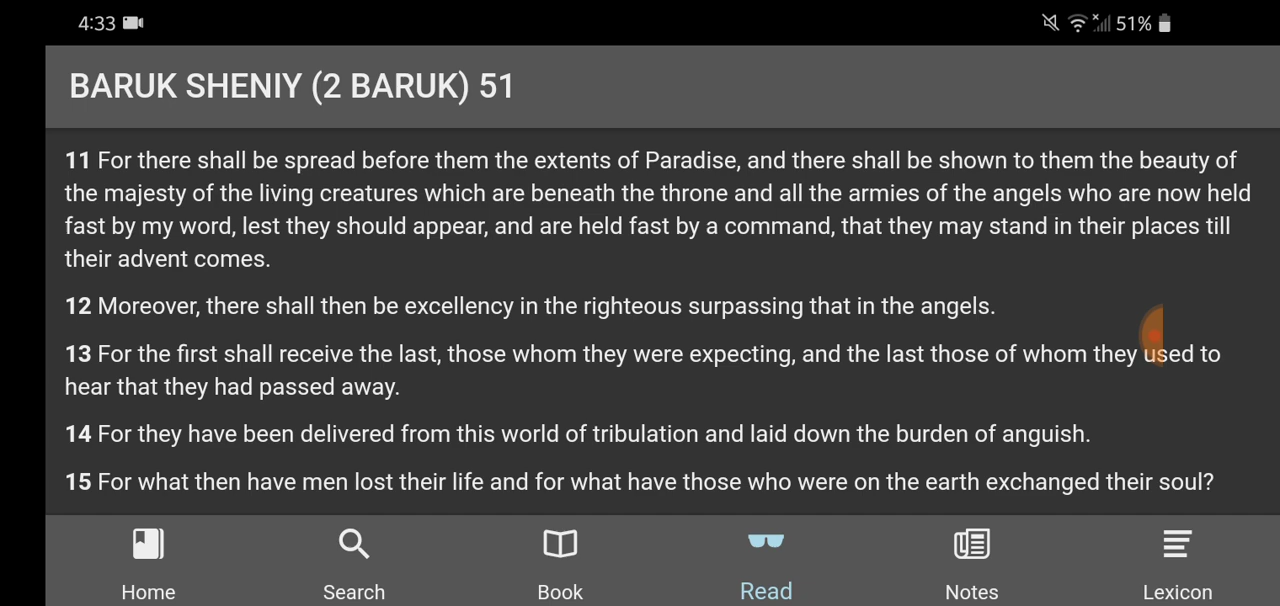 4:33 51%
BARUK SHENIY (2 BARUK) 51
11 For there shall be spread before them the extents of Paradise, and there shall be shown to them the beauty of
the majesty of the living creatures which are beneath the throne and all the armies of the angels who are now held
fast by my word, lest they should appear, and are held fast by a command, that they may stand in their places till
their advent comes.
12 Moreover, there shall then be excellency in the righteous surpassing that in the angels.
13 For the first shall receive the last, those whom they were expecting, and the last those of whom they used to
hear that they had passed away.
14 For they have been delivered from this world of tribulation and laid down the burden of anguish.
15 For what then have men lost their life and for what have those who were on the earth exchanged their soul?
Home Search Book Read Notes Lexicon